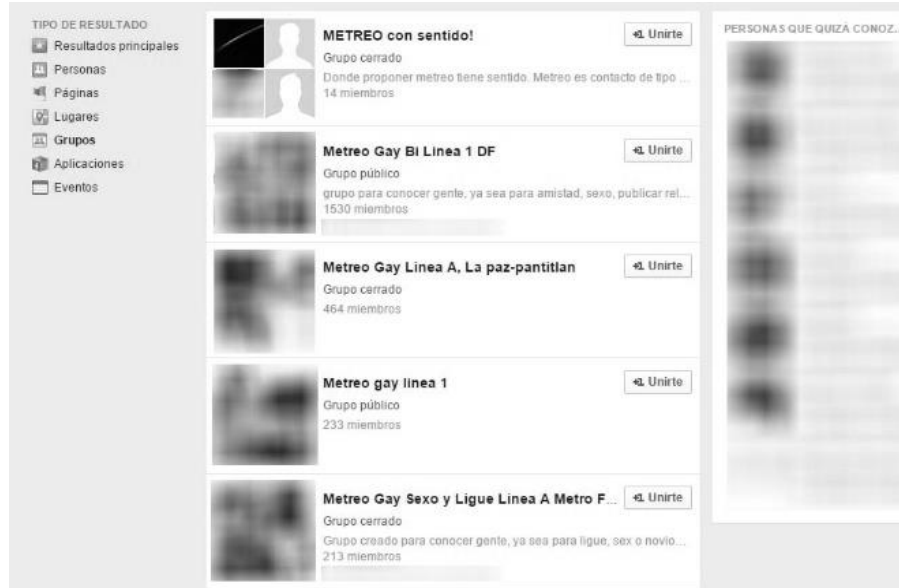 TIPO DE RESULTADO
Resultados principales
Personas
Páginas
Lugares
Grupos
Aplicaciones
Eventos
METREO con sentido!
+1 Unirte
Grupo cerrado
Donde proponer metreo tiene sentido. Metreo es contacto de tipo ...
14 miembros
Metreo Gay Bi Linea 1 DF
+1 Unirte
Grupo público
grupo para conocer gente, ya sea para amistad, sexo, publicar rel...
1530 miembros
Metreo Gay Linea A, La paz-pantitlan
+1 Unirte
Grupo cerrado
464 miembros
Metreo gay linea 1
+1 Unirte
Grupo público
233 miembros
Metreo Gay Sexo y Ligue Linea A Metro F...
+1 Unirte
Grupo cerrado
Grupo creado para conocer gente, ya sea para ligue, sex o novio...
213 miembros
PERSONAS QUE QUIZÁ CONOZ...